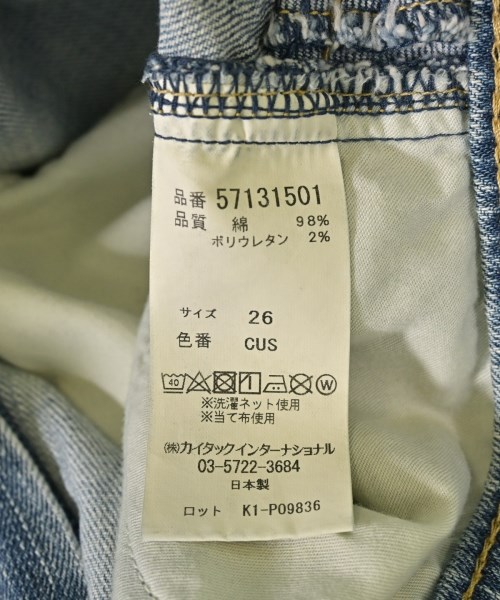 品番 57131501
品質 綿 98%
ポリウレタン 2%
サイズ 26
色番 CUS
40 W
※洗濯ネット使用
※当て布使用
㈱カイタックインターナショナル
03-5722-3684
日本製
ロット K1-P09836